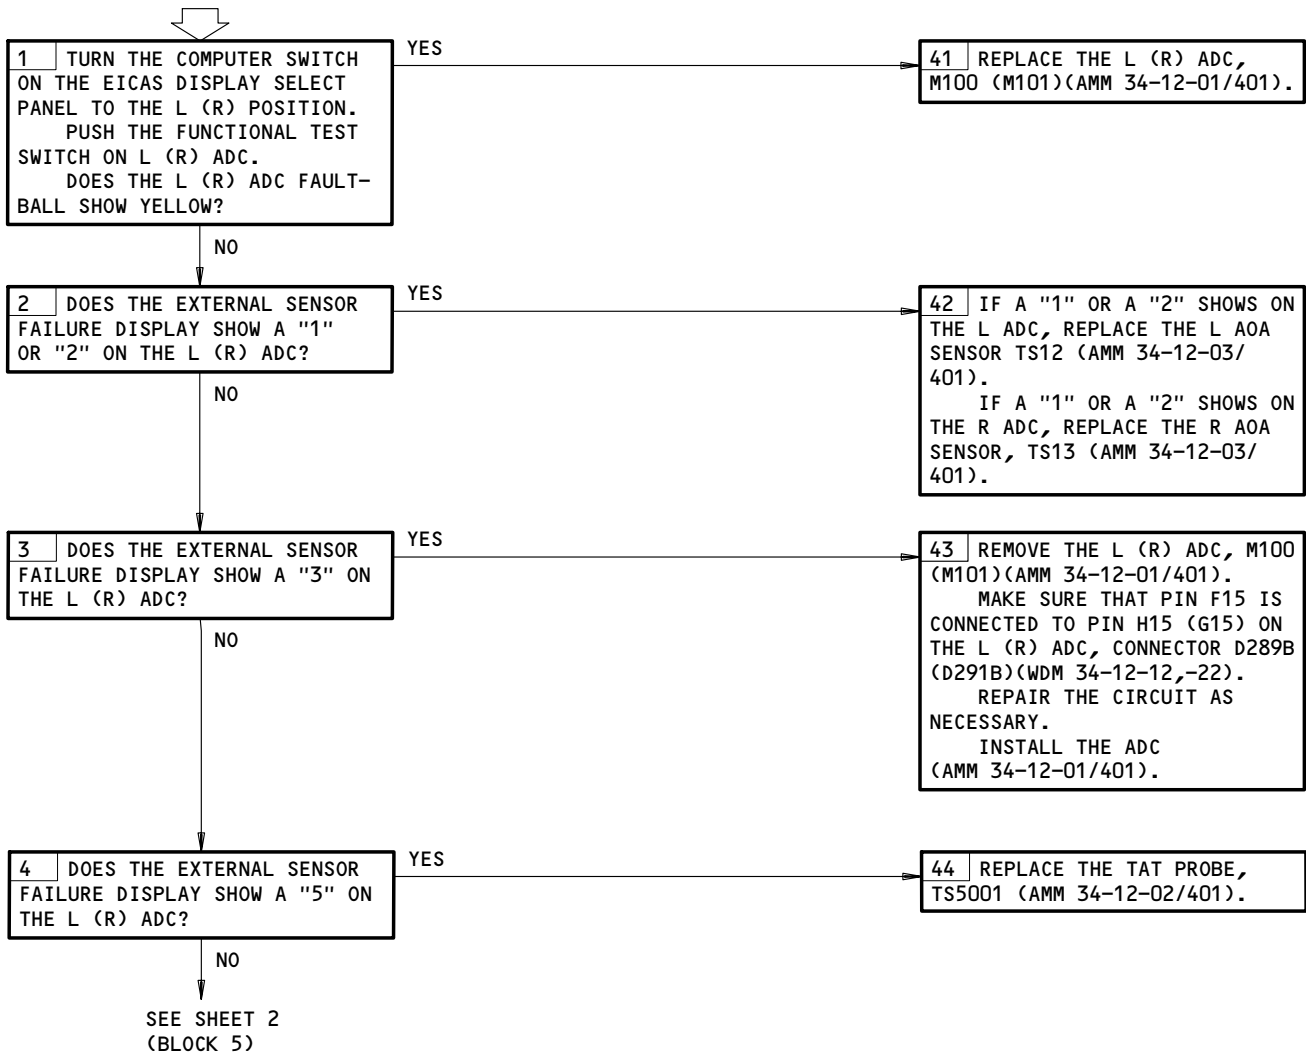 1 TURN THE COMPUTER SWITCH
ON THE EICAS DISPLAY SELECT
PANEL TO THE L (R) POSITION.
PUSH THE FUNCTIONAL TEST
SWITCH ON L (R) ADC.
DOES THE L (R) ADC FAULT-
BALL SHOW YELLOW?
YES
41 REPLACE THE L (R) ADC,
M100 (M101)(AMM 34-12-01/401).
NO
2 DOES THE EXTERNAL SENSOR
FAILURE DISPLAY SHOW A "1"
OR "2" ON THE L (R) ADC?
YES
42 IF A "1" OR A "2" SHOWS ON
THE L ADC, REPLACE THE L AOA
SENSOR TS12 (AMM 34-12-03/
401).
IF A "1" OR A "2" SHOWS ON
THE R ADC, REPLACE THE R AOA
SENSOR, TS13 (AMM 34-12-03/
401).
NO
3 DOES THE EXTERNAL SENSOR
FAILURE DISPLAY SHOW A "3" ON
THE L (R) ADC?
YES
43 REMOVE THE L (R) ADC, M100
(M101)(AMM 34-12-01/401).
MAKE SURE THAT PIN F15 IS
CONNECTED TO PIN H15 (G15) ON
THE L (R) ADC, CONNECTOR D289B
(D291B)(WDM 34-12-12,-22).
REPAIR THE CIRCUIT AS
NECESSARY.
INSTALL THE ADC
(AMM 34-12-01/401).
NO
4 DOES THE EXTERNAL SENSOR
FAILURE DISPLAY SHOW A "5" ON
THE L (R) ADC?
YES
44 REPLACE THE TAT PROBE,
TS5001 (AMM 34-12-02/401).
NO
SEE SHEET 2
(BLOCK 5)